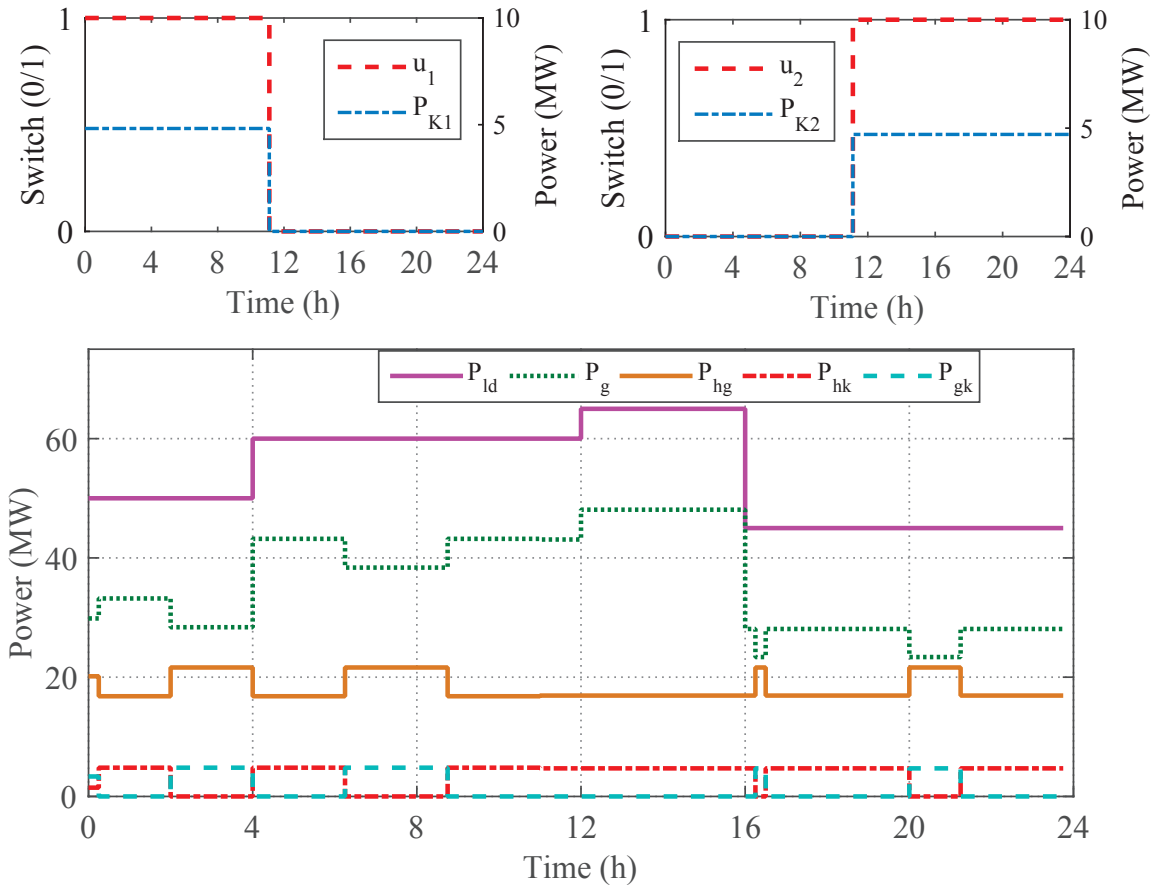 1
0
Switch (0/1)
10
5
0
Power (MW)
u1
PK1
0 4 8 12 16 20 24
Time (h)
1
0
Switch (0/1)
10
5
0
Power (MW)
u2
PK2
0 4 8 12 16 20 24
Time (h)
Pld Pg Phg Phk Pgk
60
40
20
0
Power (MW)
0 4 8 12 16 20 24
Time (h)